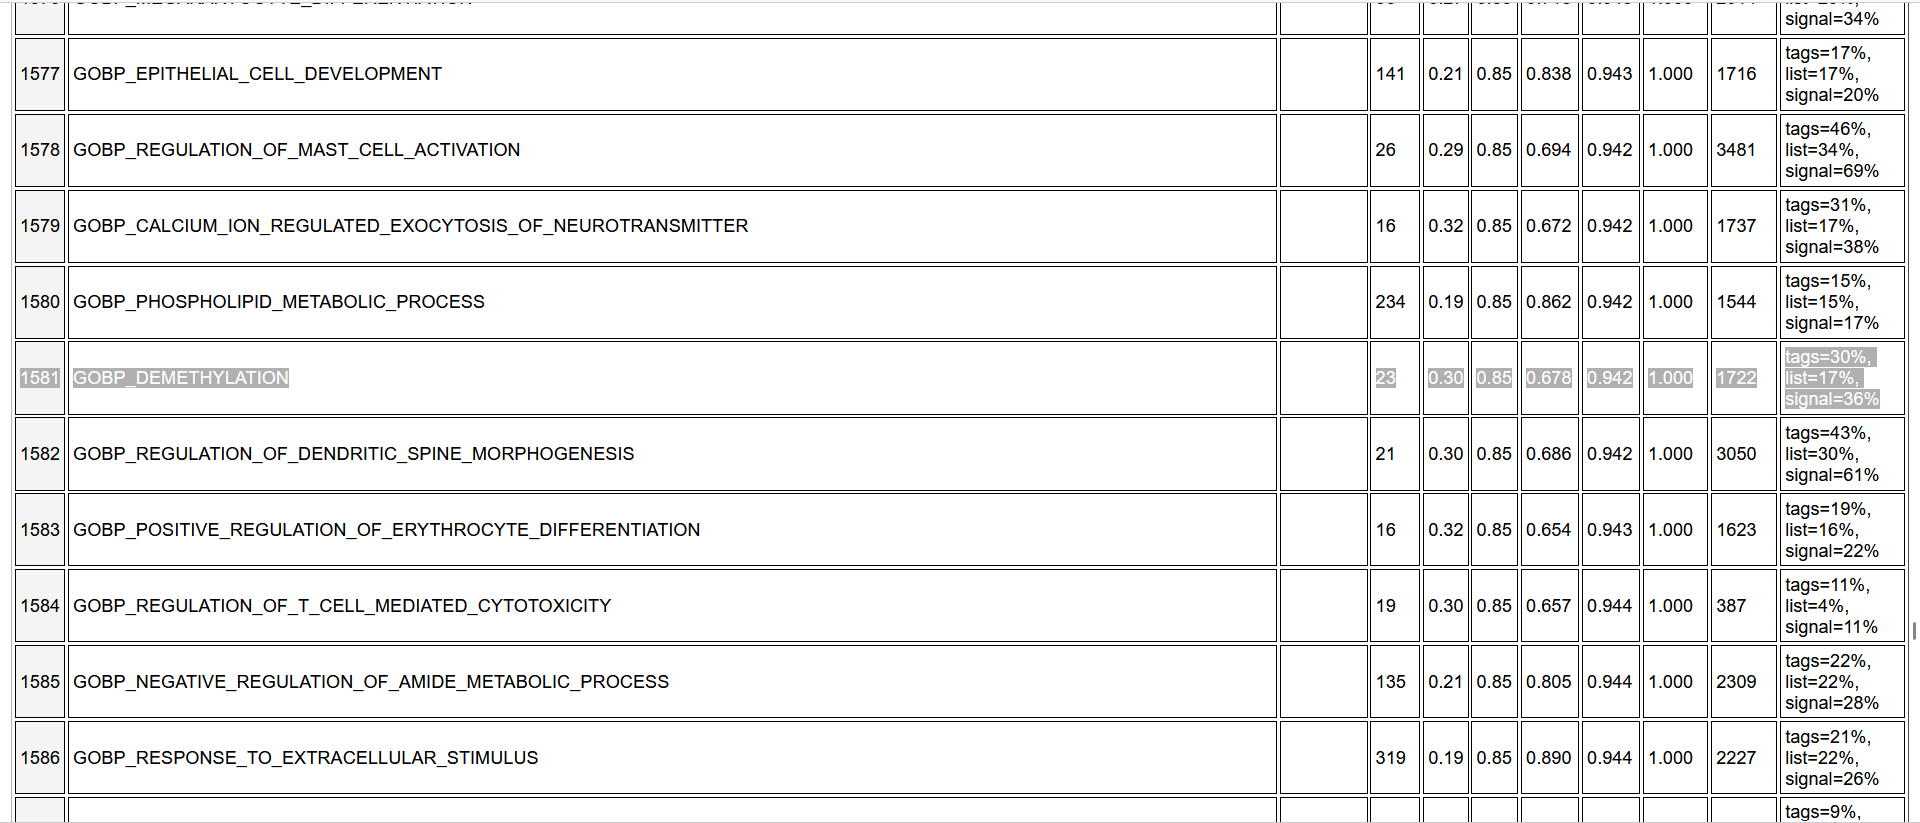 signal=34%
1577 GOBP_EPITHELIAL_CELL_DEVELOPMENT 141 0.21 0.85 0.838 0.943 1.000 1716 tags=17%,
list=17%,
signal=20%
1578 GOBP_REGULATION_OF_MAST_CELL_ACTIVATION 26 0.29 0.85 0.694 0.942 1.000 3481 tags=46%,
list=34%,
signal=69%
1579 GOBP_CALCIUM_ION_REGULATED_EXOCYTOSIS_OF_NEUROTRANSMITTER 16 0.32 0.85 0.672 0.942 1.000 1737 tags=31%,
list=17%,
signal=38%
1580 GOBP_PHOSPHOLIPID_METABOLIC_PROCESS 234 0.19 0.85 0.862 0.942 1.000 1544 tags=15%,
list=15%,
signal=17%
1581 GOBP_DEMETHYLATION 23 0.30 0.85 0.678 0.942 1.000 1722 tags=30%,
list=17%,
signal=36%
1582 GOBP_REGULATION_OF_DENDRITIC_SPINE_MORPHOGENESIS 21 0.30 0.85 0.686 0.942 1.000 3050 tags=43%,
list=30%,
signal=61%
1583 GOBP_POSITIVE_REGULATION_OF_ERYTHROCYTE_DIFFERENTIATION 16 0.32 0.85 0.654 0.943 1.000 1623 tags=19%,
list=16%,
signal=22%
1584 GOBP_REGULATION_OF_T_CELL_MEDIATED_CYTOTOXICITY 19 0.30 0.85 0.657 0.944 1.000 387 tags=11%,
list=4%,
signal=11%
1585 GOBP_NEGATIVE_REGULATION_OF_AMIDE_METABOLIC_PROCESS 135 0.21 0.85 0.805 0.944 1.000 2309 tags=22%,
list=22%,
signal=28%
1586 GOBP_RESPONSE_TO_EXTRACELLULAR_STIMULUS 319 0.19 0.85 0.890 0.944 1.000 2227 tags=21%,
list=22%,
signal=26%
tags=9%,